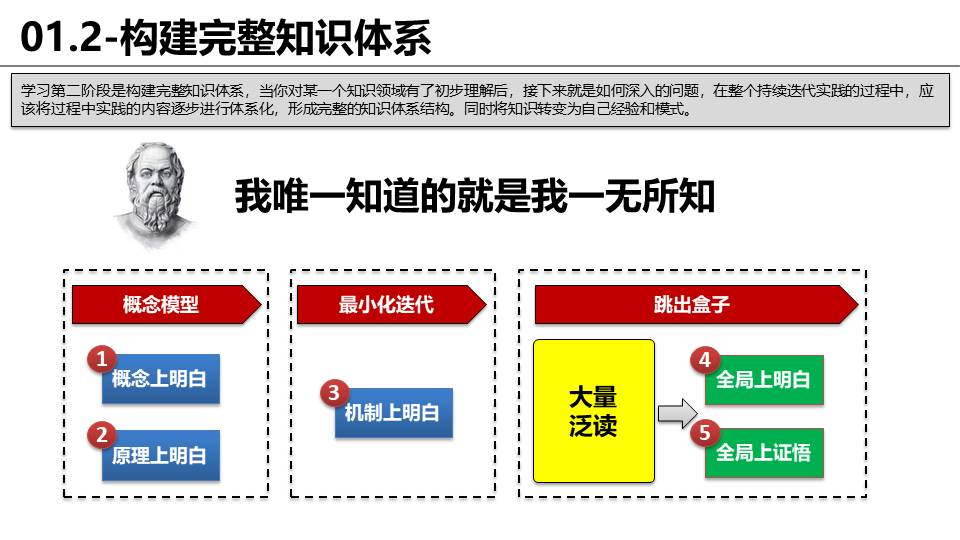 01.2-构建完整知识体系
学习第二阶段是构建完整知识体系，当你对某一个知识领域有了初步理解后，接下来就是如何深入的问题，在整个持续迭代实践的过程中，应
该将过程中实践的内容逐步进行体系化，形成完整的知识体系结构。同时将知识转变为自己经验和模式。
我唯一知道的就是我一无所知
概念模型
1
概念上明白
2
原理上明白
最小化迭代
3
机制上明白
跳出盒子
大量
泛读
4
全局上明白
5
全局上证悟